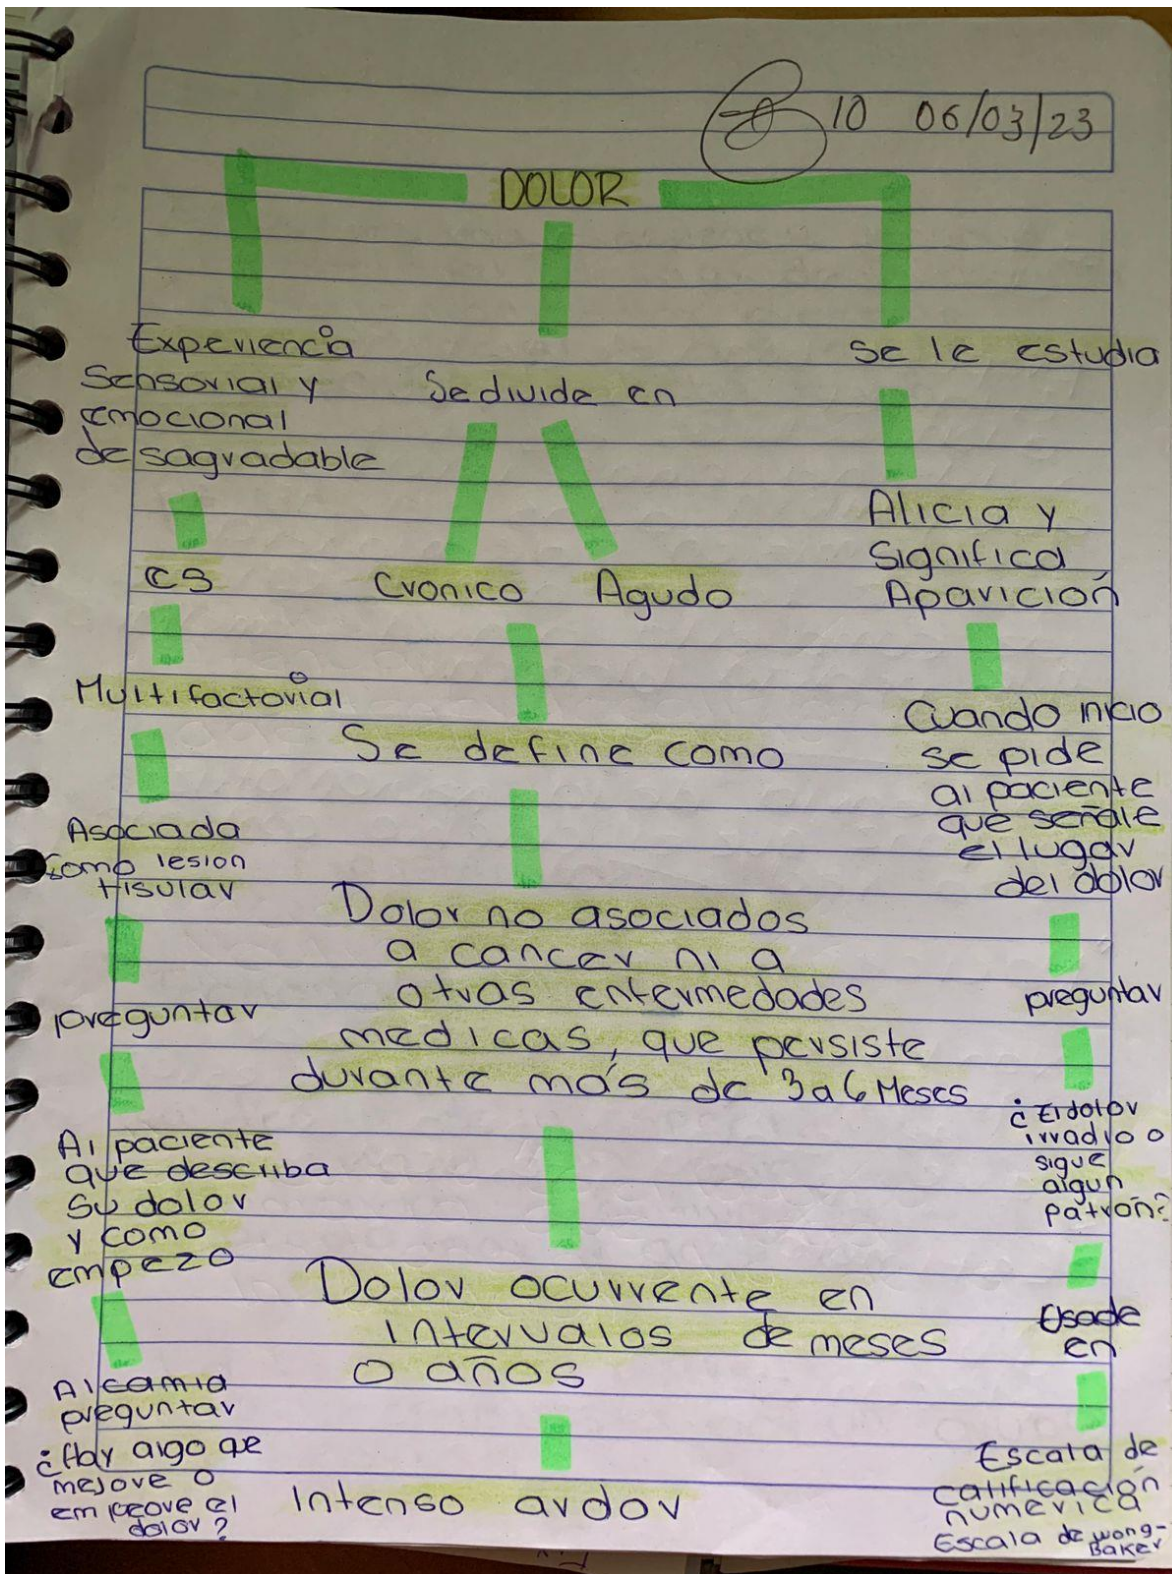 10 06/03/23
DOLOR
Experiencia
Sensorial y
emocional
desagradable
es
Multifactorial
Asociada
como lesion
tisular
preguntar
Al paciente
que describa
su dolor
y como
empezo
Alcamia
preguntar
¿Hay algo que
mejore o
empeore el
dolor?
Se divide en
Cronico Agudo
Se define como
Dolor no asociados
a cancer ni a
otras enfermedades
medicas, que persiste
durante más de 3 a 6 Meses
Dolor ocurrente en
intervalos de meses
o años
Intenso ardor
Se le estudia
Alicia y
significa
Aparición
Cuando inicio
se pide
al paciente
que señale
el lugar
del dolor
preguntar
¿El dolor
irradio o
sigue
algun
patrón?
en
Escala de
calificación
númerica
Escala de wong-
Baker